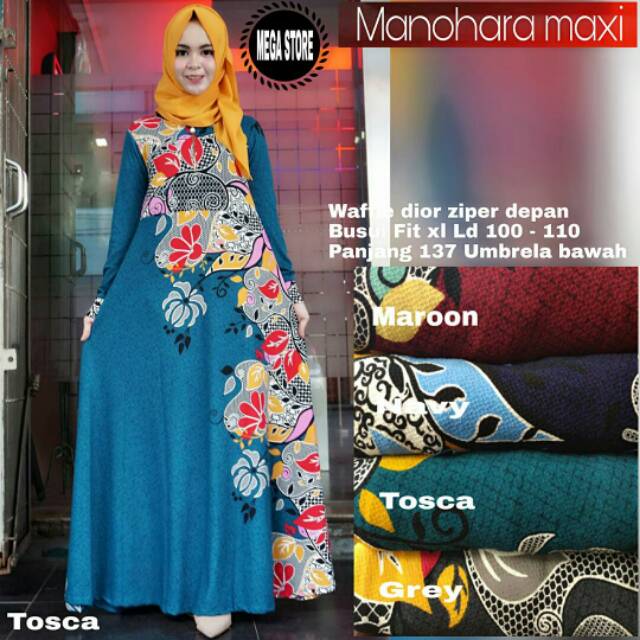 MEGA STORE
Manohara maxi
Waffle dior ziper depan
Busui Fit xl Ld 100 - 110
Panjang 137 Umbrela bawah
Maroon
Navy
Tosca
Grey
Tosca